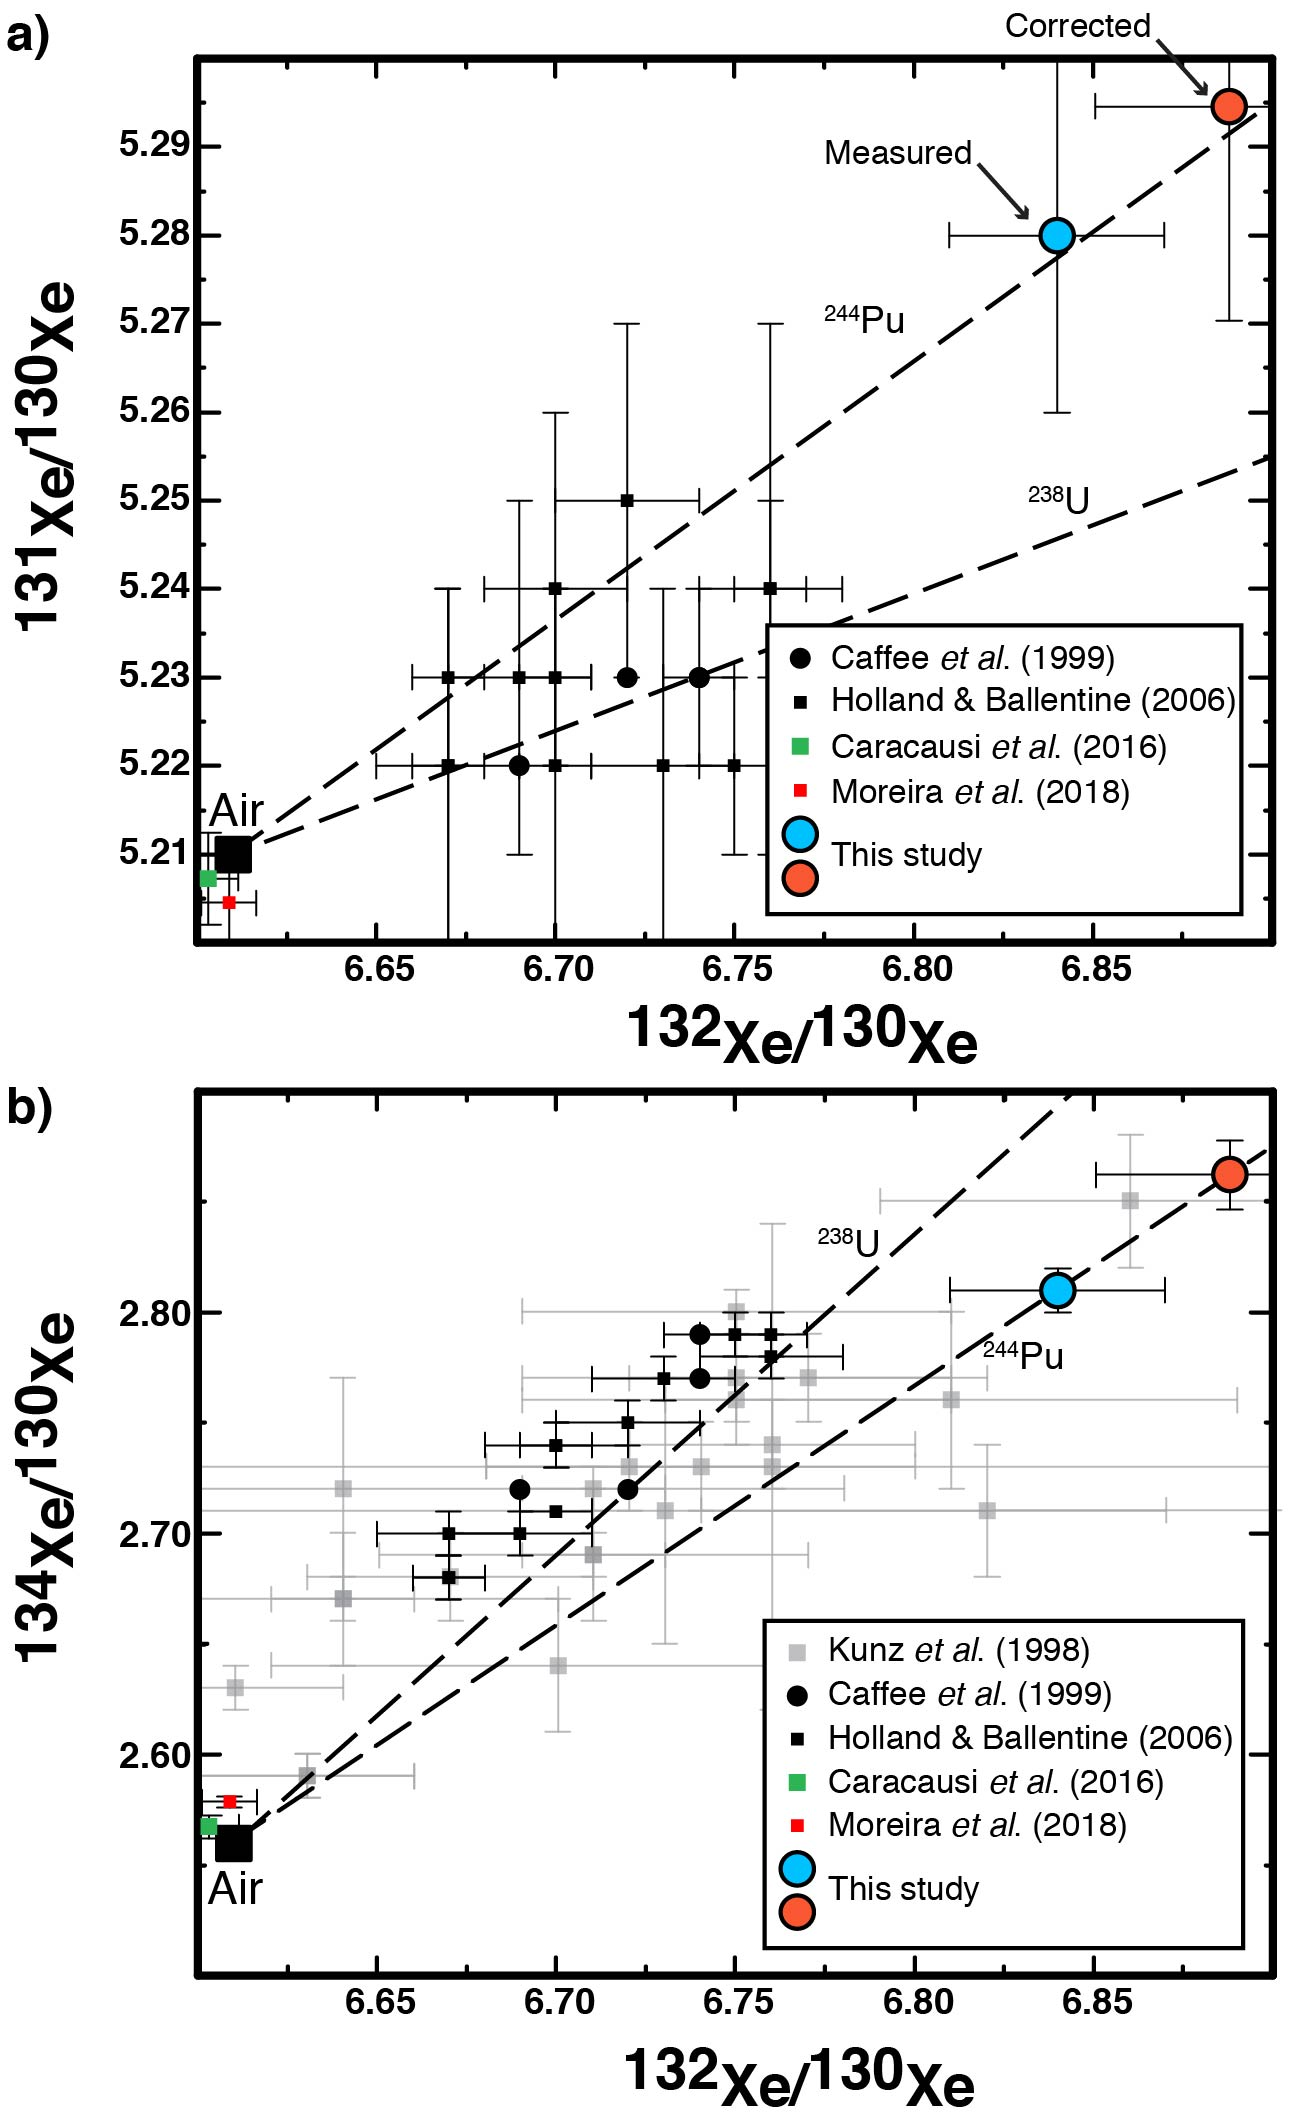 a)
Corrected
Measured
5.29
5.28
5.27
5.26
5.25
5.24
5.23
5.22
5.21
131Xe/130Xe
244Pu
238U
Air
Caffee et al. (1999)
Holland & Ballentine (2006)
Caracausi et al. (2016)
Moreira et al. (2018)
This study
6.65 6.70 6.75 6.80 6.85
132Xe/130Xe
b)
2.80
2.70
2.60
134Xe/130Xe
238U
244Pu
Air
Kunz et al. (1998)
Caffee et al. (1999)
Holland & Ballentine (2006)
Caracausi et al. (2016)
Moreira et al. (2018)
This study
6.65 6.70 6.75 6.80 6.85
132Xe/130Xe